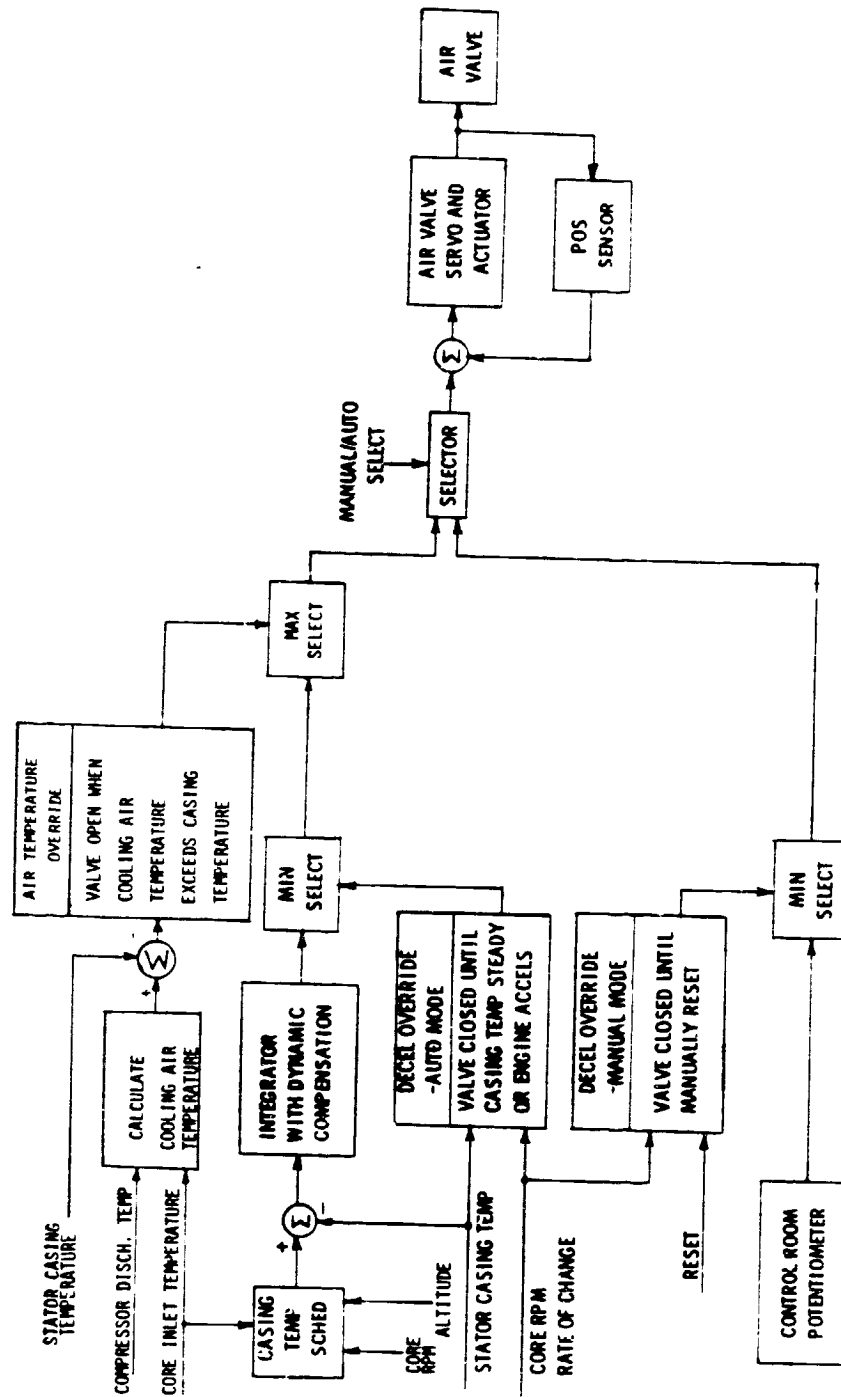 STATOR CASING
TEMPERATURE
COMPRESSOR DISCH. TEMP
CORE INLET TEMPERATURE
CALCULATE
COOLING AIR
TEMPERATURE
+
Σ
AIR TEMPERATURE
OVERRIDE
VALVE OPEN WHEN
COOLING AIR
TEMPERATURE
EXCEEDS CASING
TEMPERATURE
CASING
TEMP
SCHED
CORE
RPM
ALTITUDE
+
Σ
-
INTEGRATOR
WITH DYNAMIC
COMPENSATION
MIN
SELECT
MAX
SELECT
STATOR CASING TEMP
CORE RPM
RATE OF CHANGE
DECEL OVERRIDE
-AUTO MODE
VALVE CLOSED UNTIL
CASING TEMP STEADY
OR ENGINE ACCELS
RESET
DECEL OVERRIDE
-MANUAL MODE
VALVE CLOSED UNTIL
MANUALLY RESET
CONTROL ROOM
POTENTIOMETER
MIN
SELECT
MANUAL/AUTO
SELECT
SELECTOR
Σ
AIR VALVE
SERVO AND
ACTUATOR
POS
SENSOR
AIR
VALVE